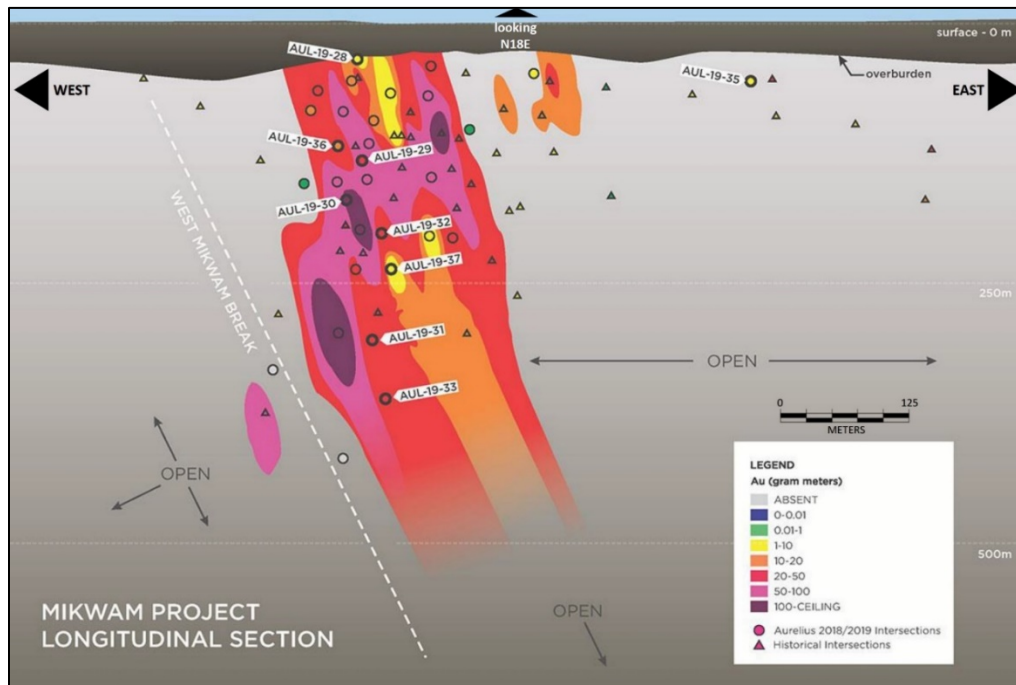 looking
N18E
surface - 0 m
AUL-19-28
WEST
AUL-19-35
overburden
EAST
AUL-19-36
AUL-19-29
AUL-19-30
AUL-19-32
AUL-19-37
WEST MIKWAM BREAK
250m
AUL-19-31
OPEN
AUL-19-33
0
125
METERS
OPEN
LEGEND
Au (gram meters)
ABSENT
0-0.01
0.01-1
1-10
10-20
20-50
50-100
100-CEILING
Aurelius 2018/2019 Intersections
Historical Intersections
500m
MIKWAM PROJECT
LONGITUDINAL SECTION
OPEN